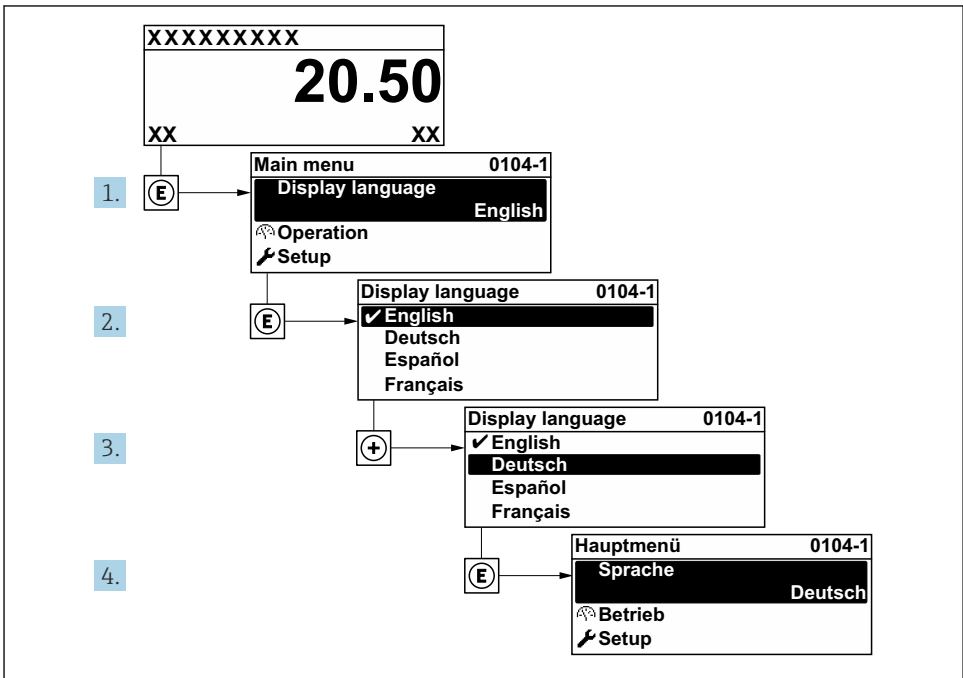 XXXXXXXXX
20.50
XX XX
1. E
Main menu 0104-1
Display language
English
Operation
Setup
2. E
Display language 0104-1
✔English
Deutsch
Español
Français
3. +
Display language 0104-1
✔English
Deutsch
Español
Français
4. E
Hauptmenü 0104-1
Sprache
Deutsch
Betrieb
Setup